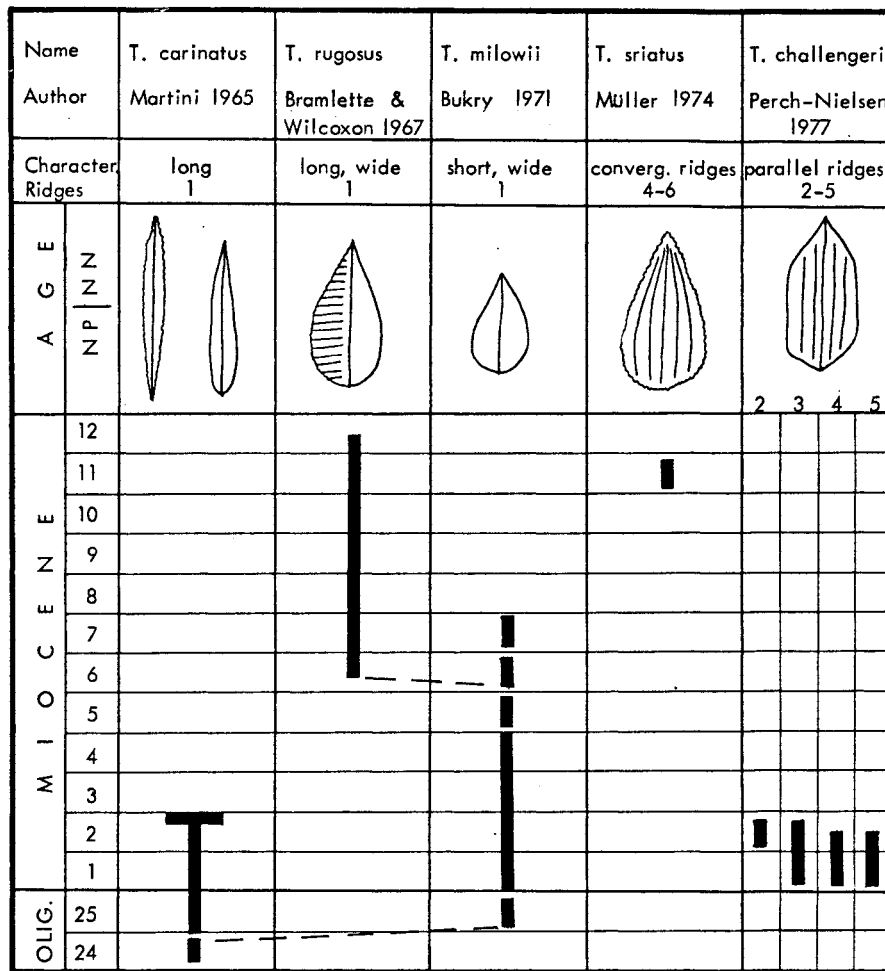 Name
T. carinatus
T. rugosus
T. milowii
T. sriatus
T. challengeri
Author
Martini 1965
Bramlette &
Wilcoxon 1967
Bukry 1971
Müller 1974
Perch-Nielsen
1977
Character
Ridges
long
1
long, wide
1
short, wide
1
converg. ridges
4-6
parallel ridges
2-5
AGE
NP NN
2 3 4 5
MIOCENE
12
11
10
9
8
7
6
5
4
3
2
1
OLIG.
25
24